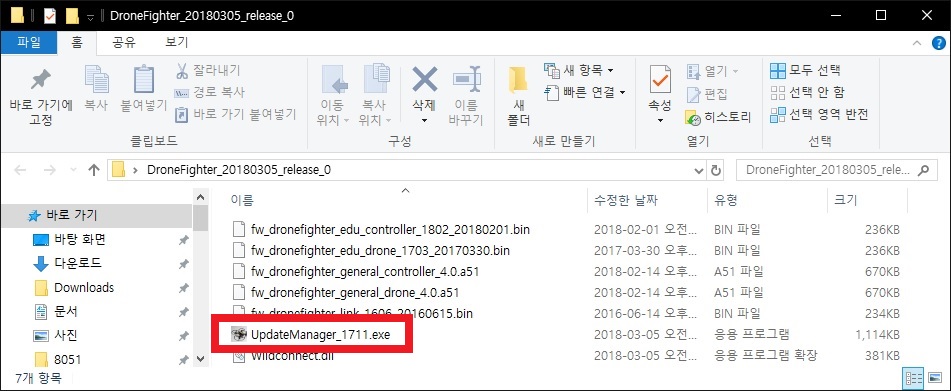 DroneFighter_20180305_release_0
파일 홈 공유 보기
바로 가기에 고정
복사
붙여넣기
잘라내기
경로 복사
바로 가기 붙여넣기
클립보드
이동 위치
복사 위치
삭제
이름 바꾸기
구성
새 폴더
새 항목
빠른 연결
새로 만들기
속성
열기
편집
히스토리
열기
모두 선택
선택 안 함
선택 영역 반전
선택
DroneFighter_20180305_release_0
DroneFighter_20180305_rele...
이름 수정한 날짜 유형 크기
바로 가기
바탕 화면
다운로드
Downloads
문서
사진
8051
fw_dronefighter_edu_controller_1802_20180201.bin 2018-02-01 오전... BIN 파일 236KB
fw_dronefighter_edu_drone_1703_20170330.bin 2017-03-30 오후... BIN 파일 236KB
fw_dronefighter_general_controller_4.0.a51 2018-02-14 오후... A51 파일 670KB
fw_dronefighter_general_drone_4.0.a51 2018-02-14 오후... A51 파일 670KB
fw_dronefighter_link_1606_20160615.bin 2016-06-14 오후... BIN 파일 234KB
UpdateManager_1711.exe 2018-03-05 오전... 응용 프로그램 1,114KB
Wildconnect.dll 2018-03-05 오전... 응용 프로그램 확장 381KB
7개 항목